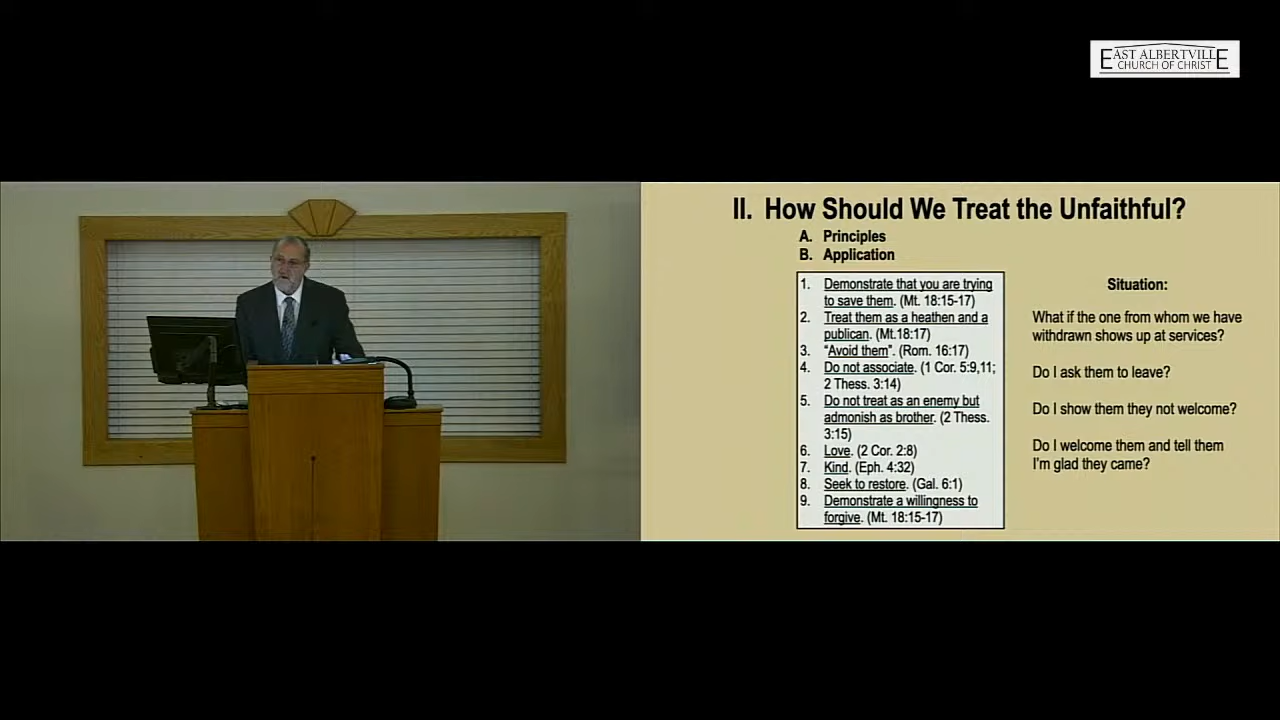 EAST ALBERTVILLE
CHURCH OF CHRIST
II. How Should We Treat the Unfaithful?
A. Principles
B. Application
1. Demonstrate that you are trying
to save them. (Mt. 18:15-17)
2. Treat them as a heathen and a
publican. (Mt.18:17)
3. “Avoid them”. (Rom. 16:17)
4. Do not associate. (1 Cor. 5:9,11;
2 Thess. 3:14)
5. Do not treat as an enemy but
admonish as brother. (2 Thess.
3:15)
6. Love. (2 Cor. 2:8)
7. Kind. (Eph. 4:32)
8. Seek to restore. (Gal. 6:1)
9. Demonstrate a willingness to
forgive. (Mt. 18:15-17)
Situation:
What if the one from whom we have
withdrawn shows up at services?
Do I ask them to leave?
Do I show them they not welcome?
Do I welcome them and tell them
I'm glad they came?